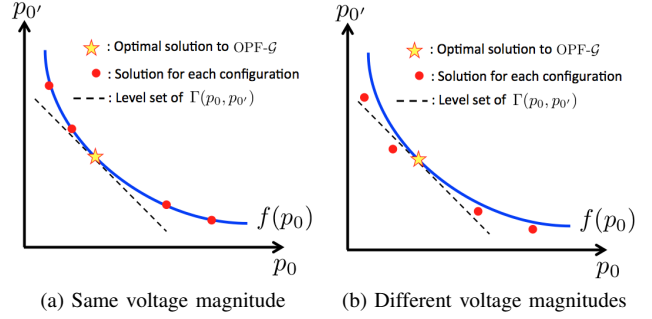 p₀′
: Optimal solution to OPF-𝒢
: Solution for each configuration
: Level set of Γ(p₀, p₀′)
f(p₀)
p₀
(a) Same voltage magnitude
p₀′
: Optimal solution to OPF-𝒢
: Solution for each configuration
: Level set of Γ(p₀, p₀′)
f(p₀)
p₀
(b) Different voltage magnitudes